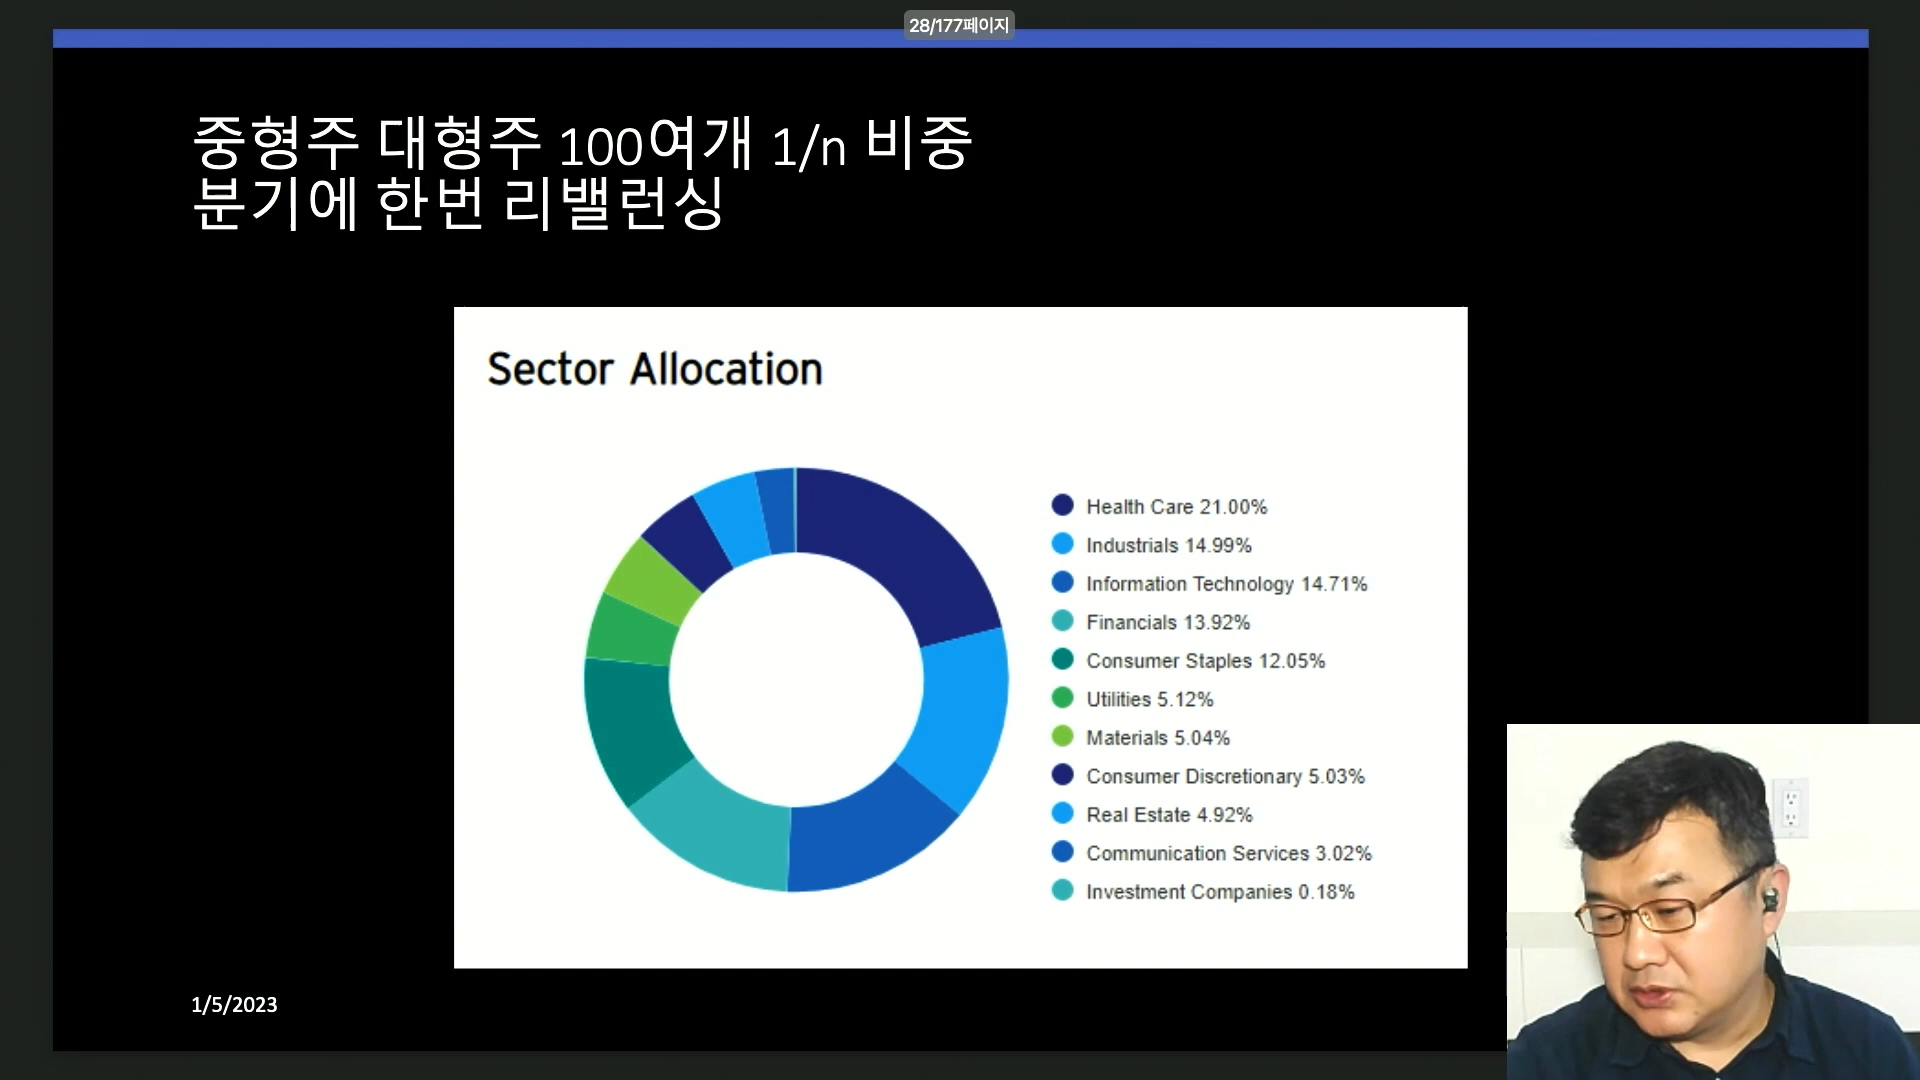 28/177페이지
중형주 대형주 100여개 1/n 비중
분기에 한번 리밸런싱
Sector Allocation
Health Care 21.00%
Industrials 14.99%
Information Technology 14.71%
Financials 13.92%
Consumer Staples 12.05%
Utilities 5.12%
Materials 5.04%
Consumer Discretionary 5.03%
Real Estate 4.92%
Communication Services 3.02%
Investment Companies 0.18%
1/5/2023